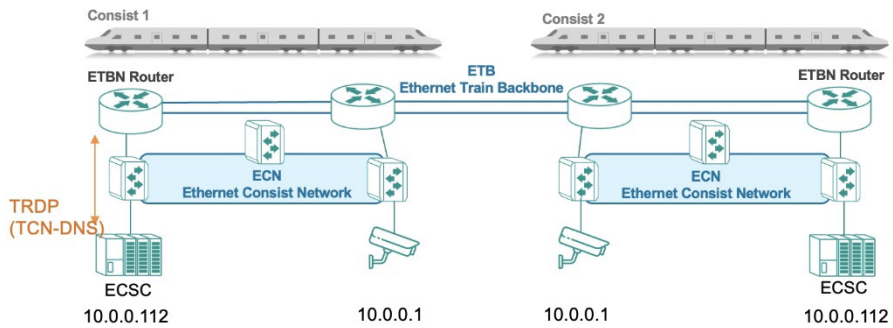 Consist 1
Consist 2
ETBN Router
ETB
Ethernet Train Backbone
ETBN Router
TRDP
(TCN-DNS)
ECN
Ethernet Consist Network
ECN
Ethernet Consist Network
ECSC
ECSC
10.0.0.112
10.0.0.1
10.0.0.1
10.0.0.112